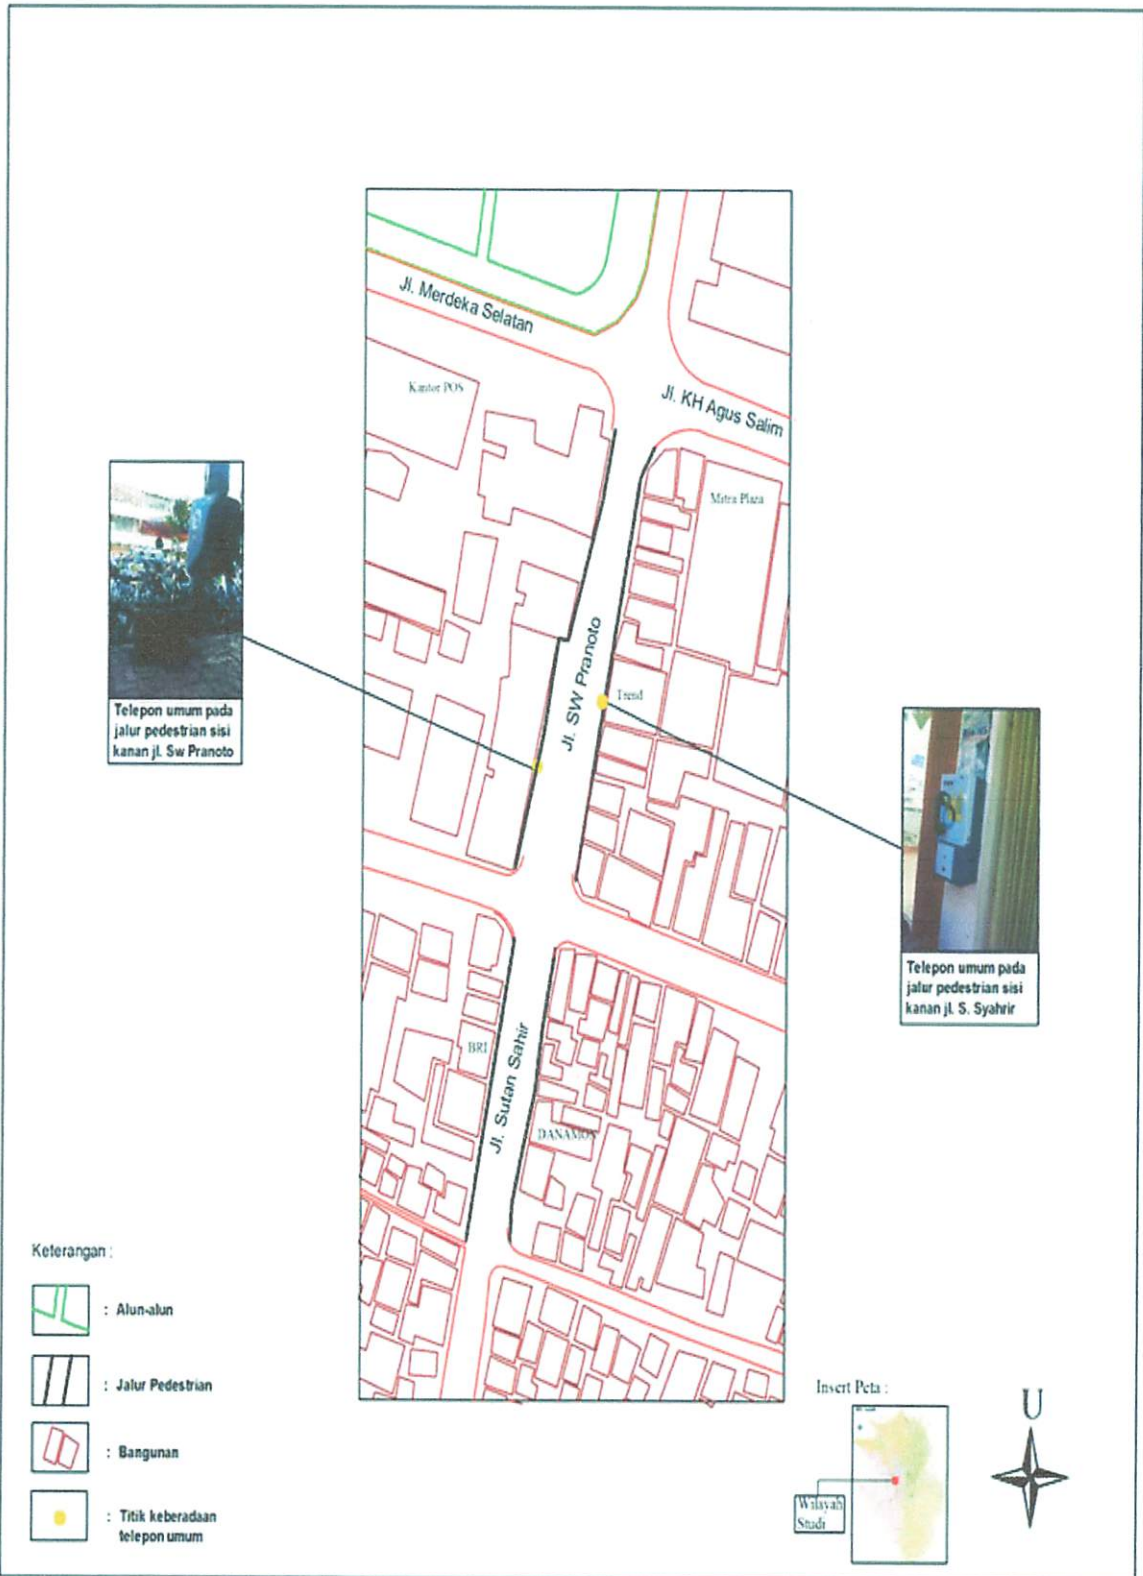 Jl. Merdeka Selatan
Kantor POS
Jl. KH Agus Salim
Mitra Plaza
Jl. SW Pranoto
Trend
Telepon umum pada
jalur pedestrian sisi
kanan jl. Sw Pranoto
Telepon umum pada
jalur pedestrian sisi
kanan jl. S. Syahrir
BRI
Jl. Sutan Sahir
DANAMON
Keterangan :
: Alun-alun
: Jalur Pedestrian
: Bangunan
: Titik keberadaan
telepon umum
Insert Peta :
Wilayah
Studi
U